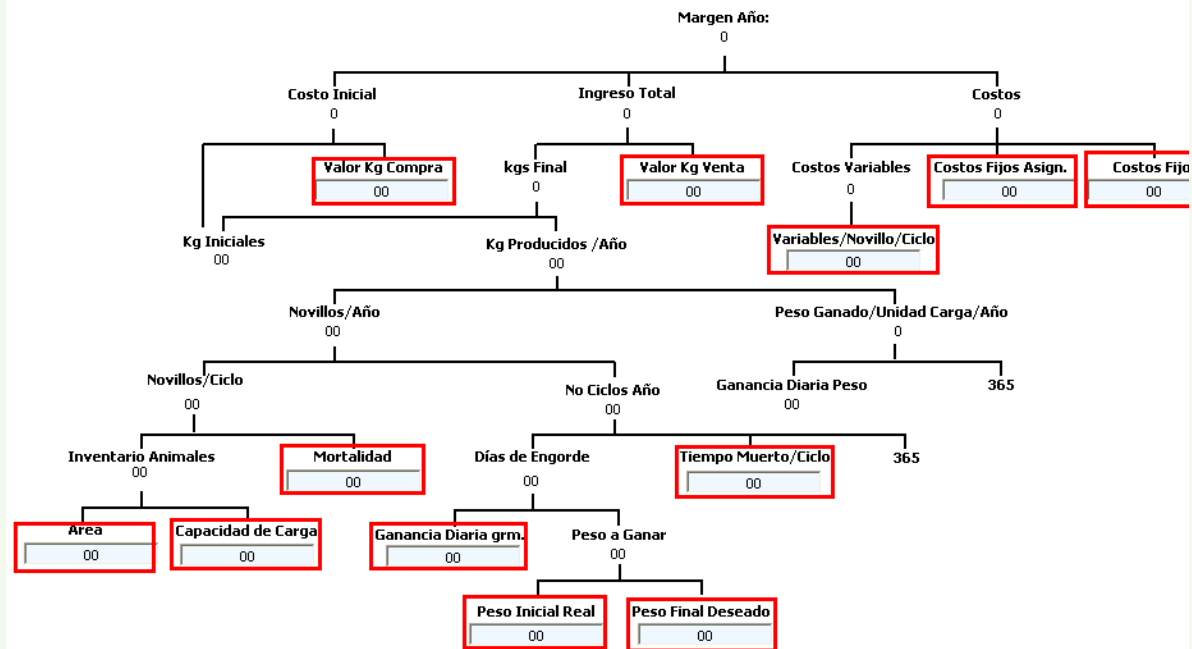 Margen Año:
0
Costo Inicial
0
Ingreso Total
0
Costos
0
Valor Kg Compra
00
kgs Final
0
Valor Kg Venta
00
Costos Variables
0
Costos Fijos Asign.
00
Costos Fijo
00
Kg Iniciales
00
Kg Producidos /Año
00
Variables/Novillo/Ciclo
00
Novillos/Año
00
Peso Ganado/Unidad Carga/Año
0
Novillos/Ciclo
00
No Ciclos Año
00
Ganancia Diaria Peso
00
365
Inventario Animales
00
Mortalidad
00
Días de Engorde
00
Tiempo Muerto/Ciclo
00
365
Area
00
Capacidad de Carga
00
Ganancia Diaria grm.
00
Peso a Ganar
00
Peso Inicial Real
00
Peso Final Deseado
00